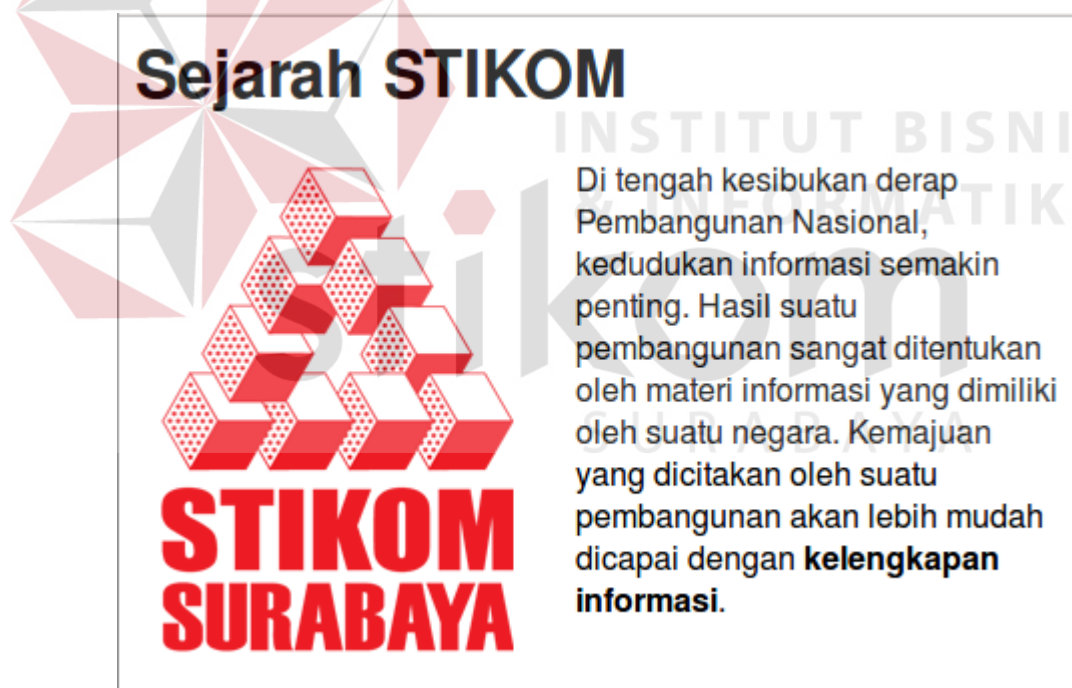 Sejarah STIKOM
INSTITUT BISNI
& INFORMATIK
stikom
SURABAYA
Di tengah kesibukan derap
Pembangunan Nasional,
kedudukan informasi semakin
penting. Hasil suatu
pembangunan sangat ditentukan
oleh materi informasi yang dimiliki
oleh suatu negara. Kemajuan
yang dicitakan oleh suatu
pembangunan akan lebih mudah
dicapai dengan kelengkapan
informasi.
STIKOM
SURABAYA